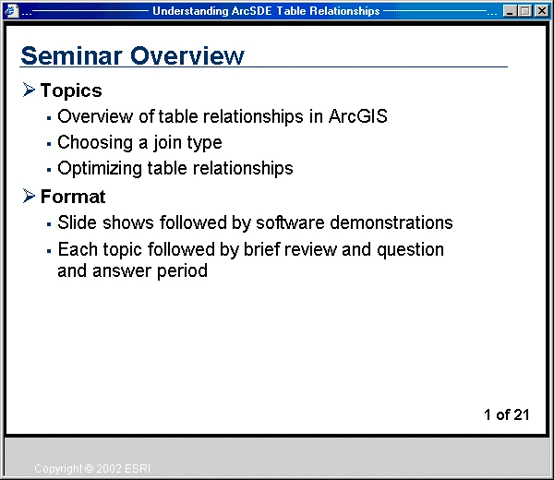 Understanding ArcSDE Table Relationships
Seminar Overview
Topics
Overview of table relationships in ArcGIS
Choosing a join type
Optimizing table relationships
Format
Slide shows followed by software demonstrations
Each topic followed by brief review and question
and answer period
1 of 21
Copyright © 2002 ESRI